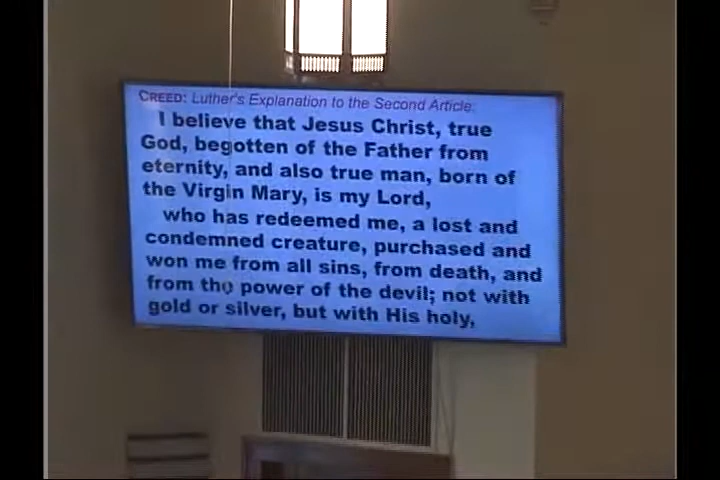 CREED: Luther's Explanation to the Second Article:
I believe that Jesus Christ, true
God, begotten of the Father from
eternity, and also true man, born of
the Virgin Mary, is my Lord,
who has redeemed me, a lost and
condemned creature, purchased and
won me from all sins, from death, and
from the power of the devil; not with
gold or silver, but with His holy,